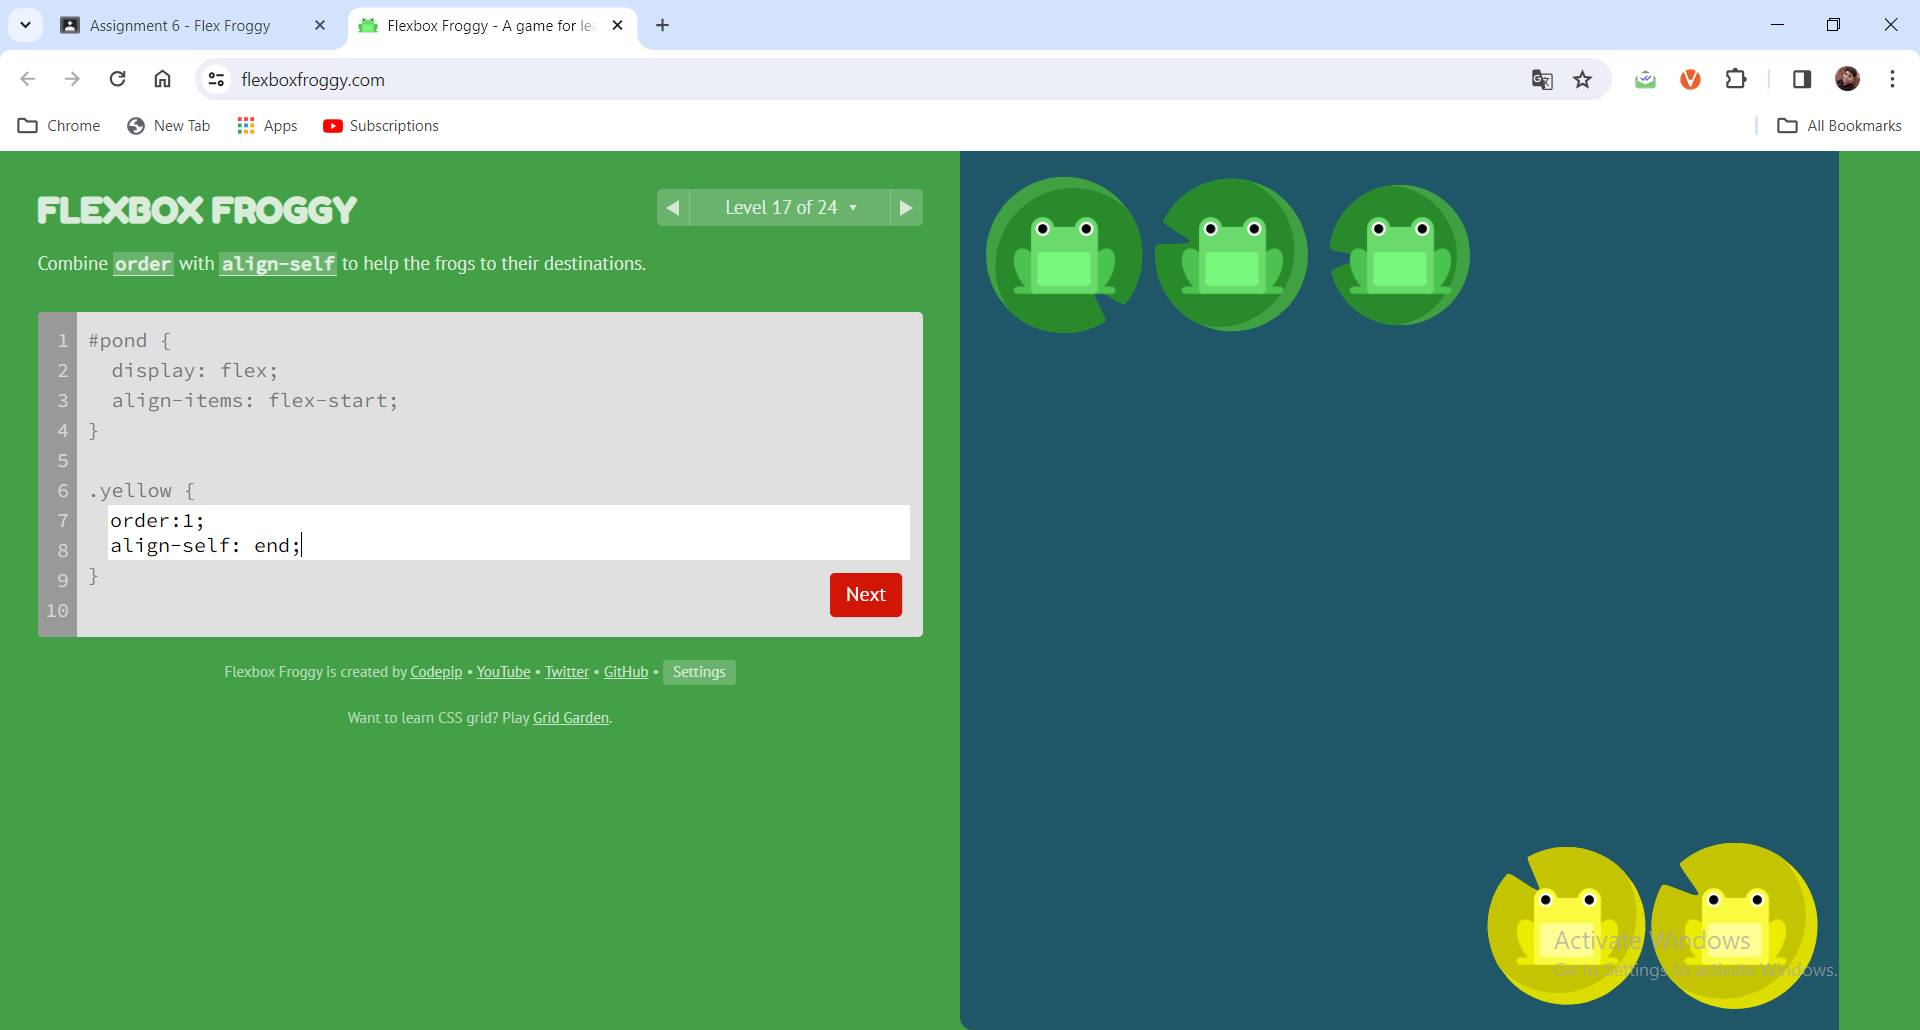 Assignment 6 - Flex Froggy
Flexbox Froggy - A game for lea
flexboxfroggy.com
Chrome
New Tab
Apps
Subscriptions
All Bookmarks
FLEXBOX FROGGY
Level 17 of 24
Combine order with align-self to help the frogs to their destinations.
1 #pond {
2 display: flex;
3 align-items: flex-start;
4 }
5
6 .yellow {
7 order:1;
8 align-self: end;
9 }
10
Next
Flexbox Froggy is created by Codepip • YouTube • Twitter • GitHub • Settings
Want to learn CSS grid? Play Grid Garden.
Activate Windows
Go to Settings to activate Windows.